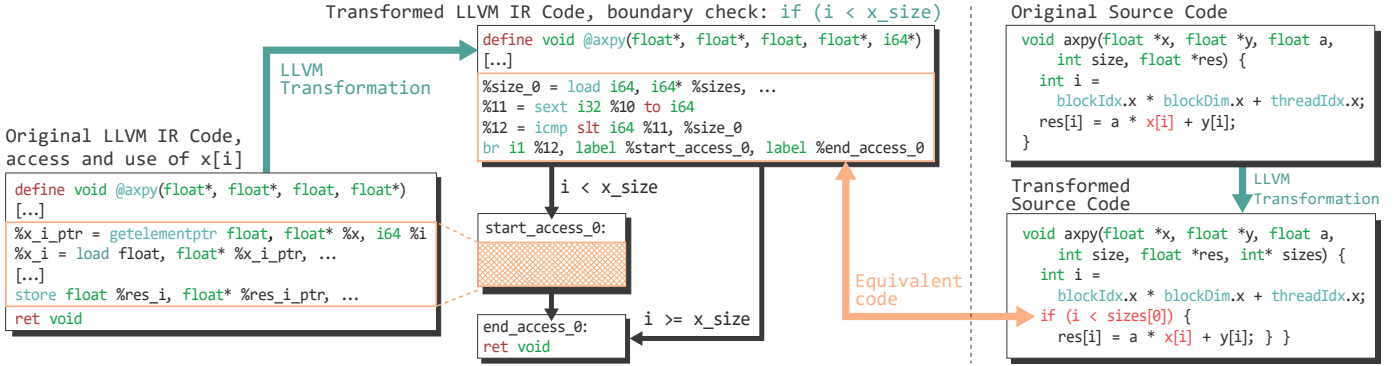 Transformed LLVM IR Code, boundary check: if (i < x_size)
define void @axpy(float*, float*, float, float*, i64*)
[…]
%size_0 = load i64, i64* %sizes, ...
%11 = sext i32 %10 to i64
%12 = icmp slt i64 %11, %size_0
br i1 %12, label %start_access_0, label %end_access_0
LLVM
Transformation
Original LLVM IR Code,
access and use of x[i]
define void @axpy(float*, float*, float, float*)
[…]
%x_i_ptr = getelementptr float, float* %x, i64 %i
%x_i = load float, float* %x_i_ptr, ...
[…]
store float %res_i, float* %res_i_ptr, ...
ret void
i < x_size
start_access_0:
end_access_0:
ret void
i >= x_size
Equivalent
code
Original Source Code
void axpy(float *x, float *y, float a,
int size, float *res) {
int i =
blockIdx.x * blockDim.x + threadIdx.x;
res[i] = a * x[i] + y[i];
}
LLVM
Transformation
Transformed
Source Code
void axpy(float *x, float *y, float a,
int size, float *res, int* sizes) {
int i =
blockIdx.x * blockDim.x + threadIdx.x;
if (i < sizes[0]) {
res[i] = a * x[i] + y[i]; } }